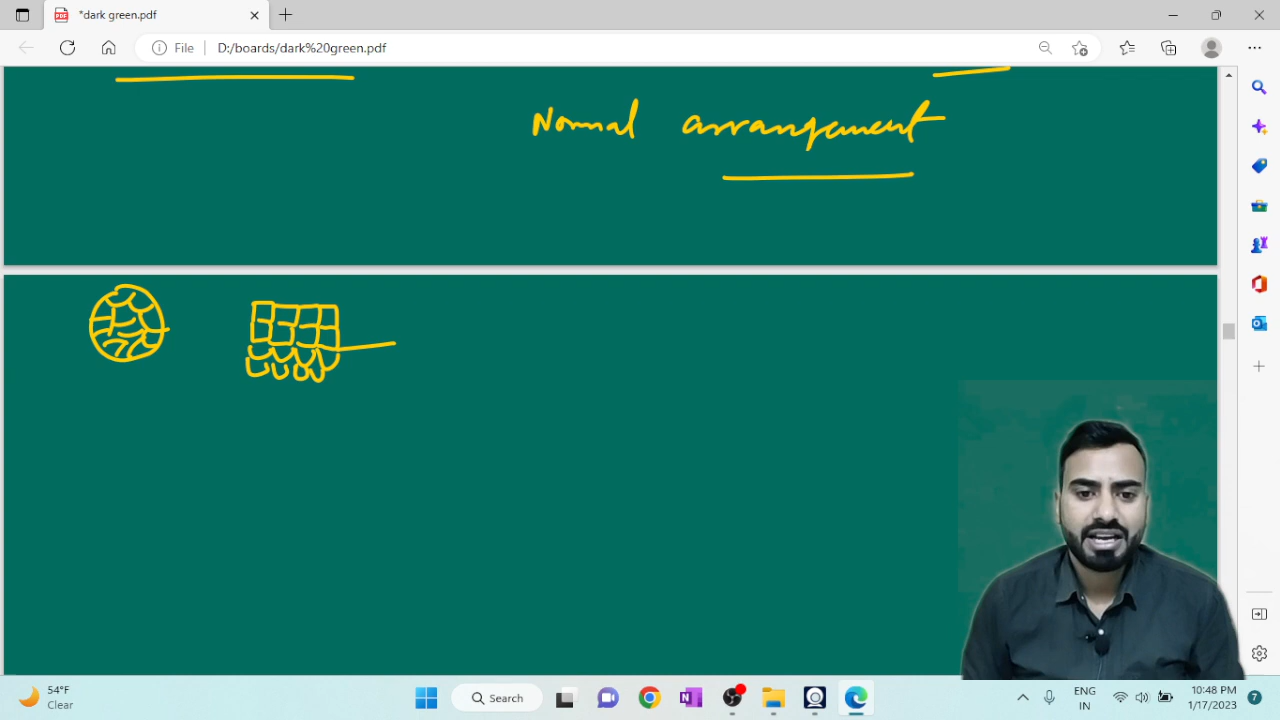 *dark green.pdf
File
D:/boards/dark%20green.pdf
Normal arrangement
54°F
Clear
Search
ENG
IN
10:48 PM
1/17/2023
7